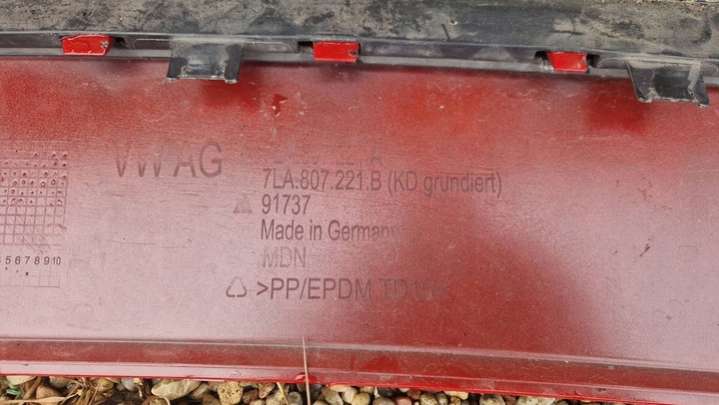 VW AG
7LA.807.221.B (KD grundiert)
91737
Made in Germany
MDN
>PP/EPDM
5 6 7 8 9 10